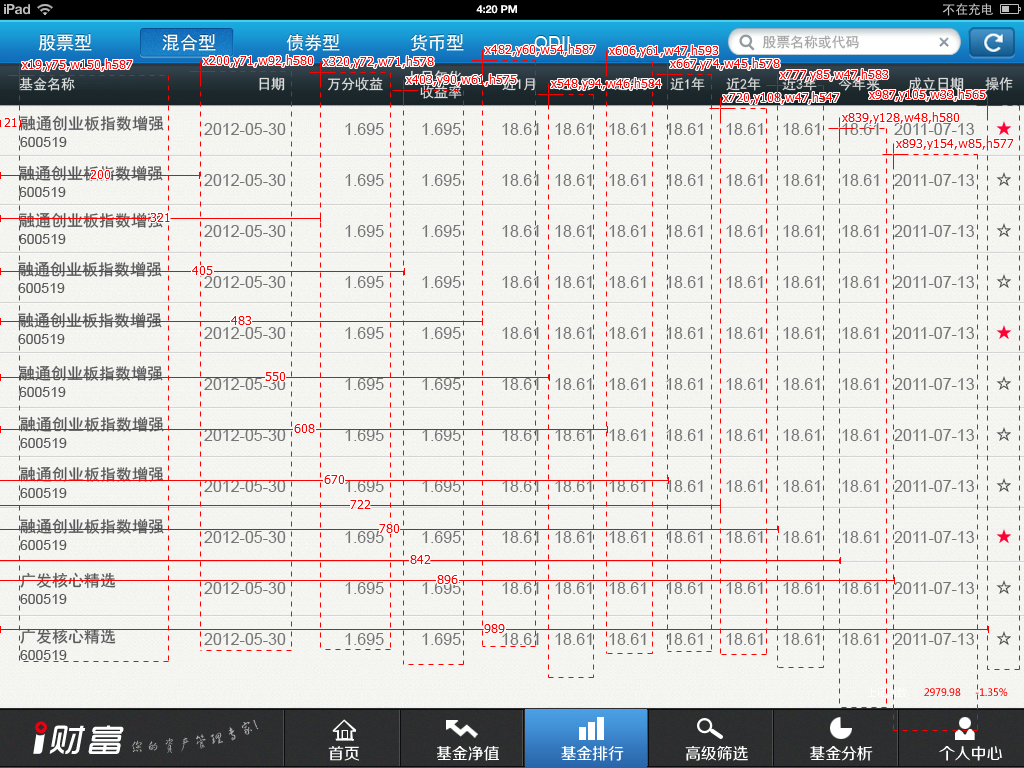 iPad 4:20 PM 不在充电
股票型 混合型 债券型 货币型 QDII 股票名称或代码
x19,y75,w150,h587 x200,y71,w92,h580 x320,y72,w71,h578 x403,y90,w61,h575 x482,y60,w54,h587 x548,y94,w46,h584 x606,y61,w47,h593 x667,y74,w45,h578 x720,y108,w47,h547 x777,y85,w47,h583 x987,y105,w33,h565
基金名称 日期 万分收益 收益率 近1月 近1年 近2年 近3年 今年来 成立日期 操作
x839,y128,w48,h580
x893,y154,w85,h577
21
融通创业板指数增强
600519 2012-05-30 1.695 1.695 18.61 18.61 18.61 18.61 18.61 18.61 18.61 2011-07-13
200
融通创业板指数增强
600519 2012-05-30 1.695 1.695 18.61 18.61 18.61 18.61 18.61 18.61 18.61 2011-07-13
321
融通创业板指数增强
600519 2012-05-30 1.695 1.695 18.61 18.61 18.61 18.61 18.61 18.61 18.61 2011-07-13
405
融通创业板指数增强
600519 2012-05-30 1.695 1.695 18.61 18.61 18.61 18.61 18.61 18.61 18.61 2011-07-13
483
融通创业板指数增强
600519 2012-05-30 1.695 1.695 18.61 18.61 18.61 18.61 18.61 18.61 18.61 2011-07-13
550
融通创业板指数增强
600519 2012-05-30 1.695 1.695 18.61 18.61 18.61 18.61 18.61 18.61 18.61 2011-07-13
608
融通创业板指数增强
600519 2012-05-30 1.695 1.695 18.61 18.61 18.61 18.61 18.61 18.61 18.61 2011-07-13
670
融通创业板指数增强
600519 2012-05-30 1.695 1.695 18.61 18.61 18.61 18.61 18.61 18.61 18.61 2011-07-13
722
780
融通创业板指数增强
600519 2012-05-30 1.695 1.695 18.61 18.61 18.61 18.61 18.61 18.61 18.61 2011-07-13
842
896
广发核心精选
600519 2012-05-30 1.695 1.695 18.61 18.61 18.61 18.61 18.61 18.61 18.61 2011-07-13
989
广发核心精选
600519 2012-05-30 1.695 1.695 18.61 18.61 18.61 18.61 18.61 18.61 18.61 2011-07-13
2979.98 -1.35%
i财富 你的资产管理专家!
首页 基金净值 基金排行 高级筛选 基金分析 个人中心